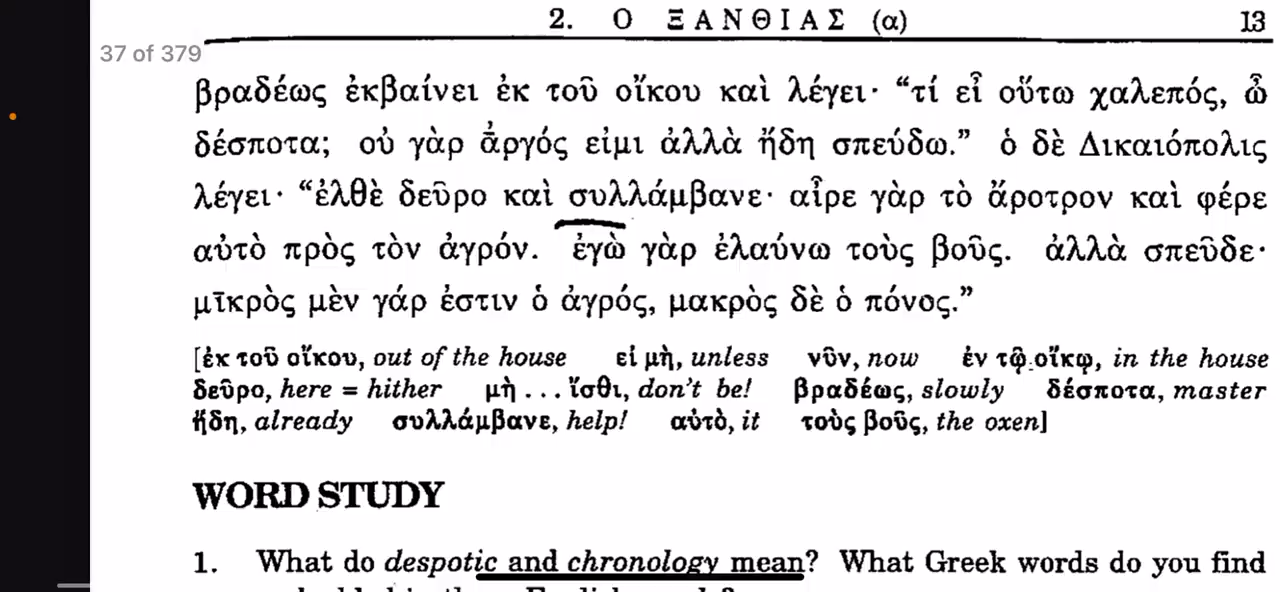 2. Ο ΞΑΝΘΙΑΣ (α) 13
37 of 379
βραδέως ἐκβαίνει ἐκ τοῦ οἴκου καὶ λέγει· “τί εἶ οὕτω χαλεπός, ὦ
δέσποτα; οὐ γὰρ ᾱ̓ργός εἰμι ἀλλὰ ἤδη σπεύδω.” ὁ δὲ Δικαιόπολις
λέγει· “ἐλθὲ δεῦρο καὶ συλλάμβανε· αἶρε γὰρ τὸ ἄροτρον καὶ φέρε
αὐτὸ πρὸς τὸν ἀγρόν. ἐγὼ γὰρ ἐλαύνω τοὺς βοῦς. ἀλλὰ σπεῦδε·
μῑκρὸς μὲν γάρ ἐστιν ὁ ἀγρός, μακρὸς δὲ ὁ πόνος.”
[ἐκ τοῦ οἴκου, out of the house εἰ μὴ, unless νῦν, now ἐν τῷ οἴκῳ, in the house
δεῦρο, here = hither μὴ . . . ἴσθι, don't be! βραδέως, slowly δέσποτα, master
ἤδη, already συλλάμβανε, help! αὐτὸ, it τοὺς βοῦς, the oxen]
WORD STUDY
1. What do despotic and chronology mean? What Greek words do you find